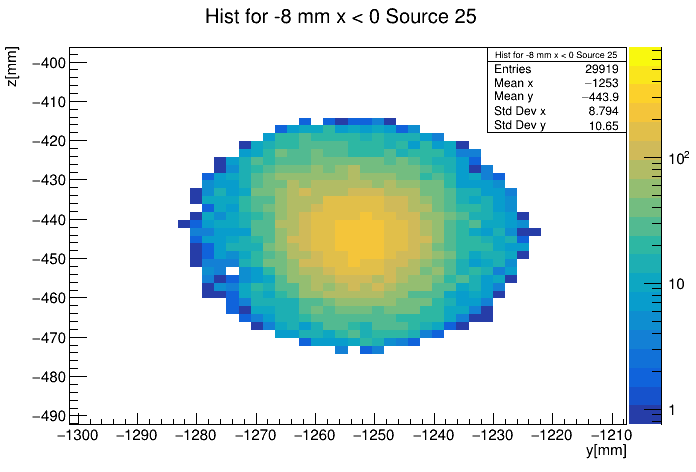 Hist for -8 mm x < 0 Source 25
z[mm]
Hist for -8 mm x < 0 Source 25
Entries 29919
Mean x −1253
Mean y −443.9
Std Dev x 8.794
Std Dev y 10.65
−400
−410
−420
−430
−440
−450
−460
−470
−480
−490
10²
10
1
−1300 −1290 −1280 −1270 −1260 −1250 −1240 −1230 −1220 −1210
y[mm]